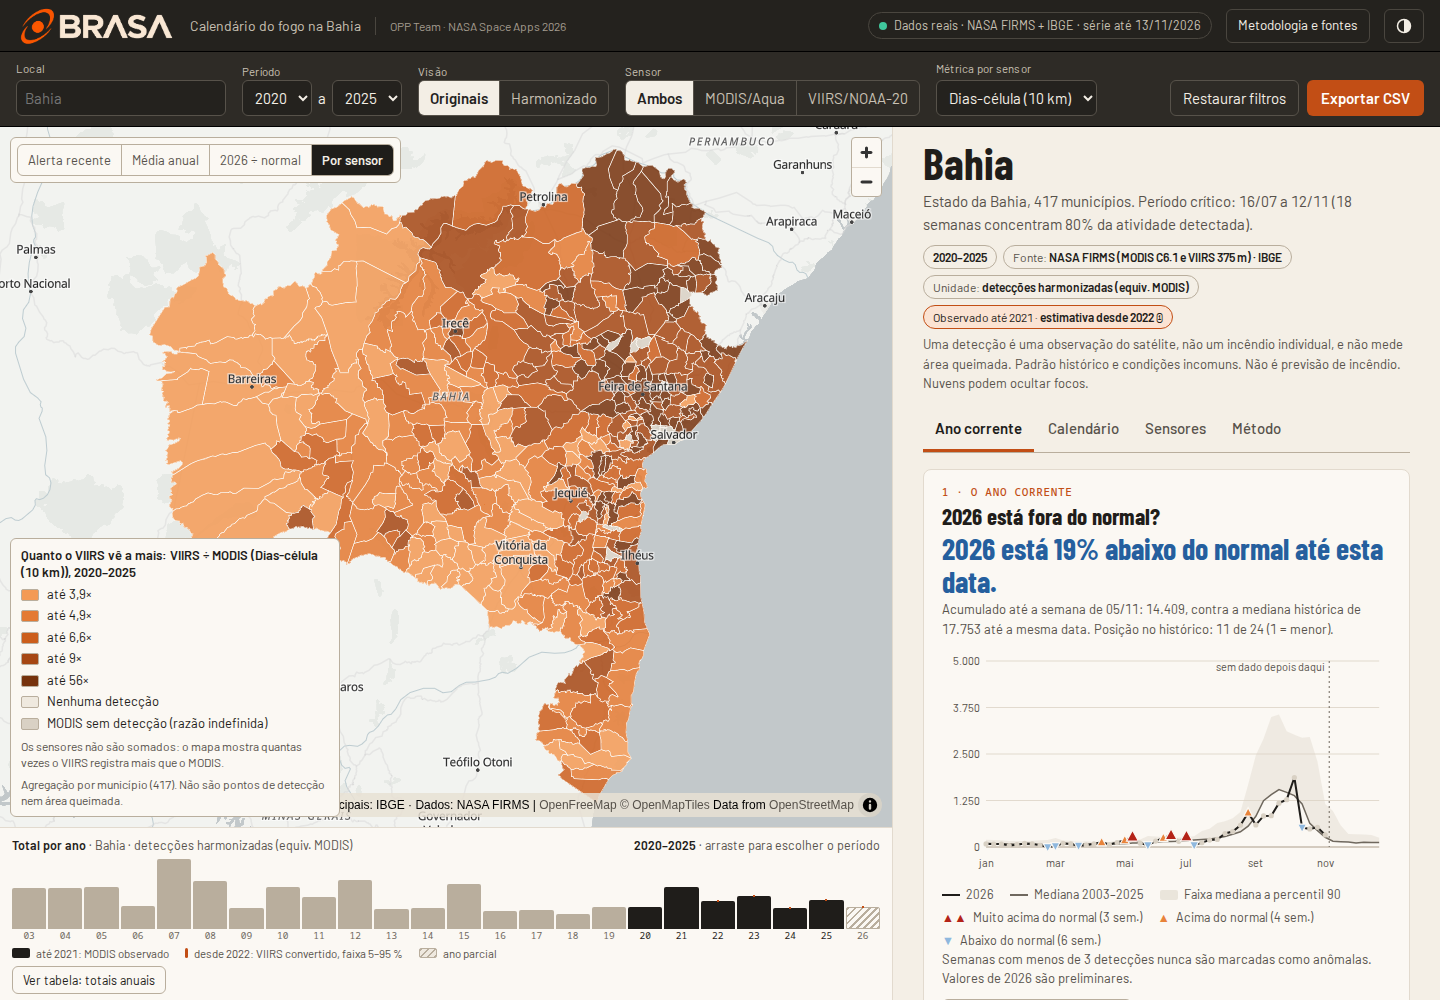 BRASA
Calendário do fogo na Bahia
OPP Team · NASA Space Apps 2026
Dados reais · NASA FIRMS + IBGE · série até 13/11/2026
Metodologia e fontes
Local
Bahia
Período
2020 a 2025
Visão
Originais Harmonizado
Sensor
Ambos MODIS/Aqua VIIRS/NOAA-20
Métrica por sensor
Dias-célula (10 km)
Restaurar filtros
Exportar CSV
Alerta recente Média anual 2026 ÷ normal Por sensor
PERNAMBUCO
Caruaru
Garanhuns
Petrolina
Arapiraca
Maceió
Palmas
orto Nacional
Aracaju
Irecê
Barreiras
BAHIA
Feira de Santana
Salvador
Jequié
Vitória da
Conquista
Ilhéus
aros
Teófilo Otoni
MINAS GERAIS
Governador
Quanto o VIIRS vê a mais: VIIRS ÷ MODIS (Dias-célula
(10 km)), 2020–2025
até 3,9×
até 4,9×
até 6,6×
até 9×
até 56×
Nenhuma detecção
MODIS sem detecção (razão indefinida)
Os sensores não são somados: o mapa mostra quantas
vezes o VIIRS registra mais que o MODIS.
Agregação por município (417). Não são pontos de detecção
nem área queimada.
cipais: IBGE · Dados: NASA FIRMS | OpenFreeMap © OpenMapTiles Data from OpenStreetMap
Total por ano · Bahia · detecções harmonizadas (equiv. MODIS)
2020–2025 · arraste para escolher o período
03 04 05 06 07 08 09 10 11 12 13 14 15 16 17 18 19 20 21 22 23 24 25 26
até 2021: MODIS observado
desde 2022: VIIRS convertido, faixa 5–95 %
ano parcial
Ver tabela: totais anuais
Bahia
Estado da Bahia, 417 municípios. Período crítico: 16/07 a 12/11 (18
semanas concentram 80% da atividade detectada).
2020–2025
Fonte: NASA FIRMS (MODIS C6.1 e VIIRS 375 m) · IBGE
Unidade: detecções harmonizadas (equiv. MODIS)
Observado até 2021 · estimativa desde 2022
Uma detecção é uma observação do satélite, não um incêndio individual, e não mede
área queimada. Padrão histórico e condições incomuns. Não é previsão de incêndio.
Nuvens podem ocultar focos.
Ano corrente Calendário Sensores Método
1 · O ANO CORRENTE
2026 está fora do normal?
2026 está 19% abaixo do normal até esta
data.
Acumulado até a semana de 05/11: 14.409, contra a mediana histórica de
17.753 até a mesma data. Posição no histórico: 11 de 24 (1 = menor).
5.000
sem dado depois daqui
3.750
2.500
1.250
0
jan mar mai jul set nov
2026
Mediana 2003–2025
Faixa mediana a percentil 90
Muito acima do normal (3 sem.)
Acima do normal (4 sem.)
Abaixo do normal (6 sem.)
Semanas com menos de 3 detecções nunca são marcadas como anômalas.
Valores de 2026 são preliminares.